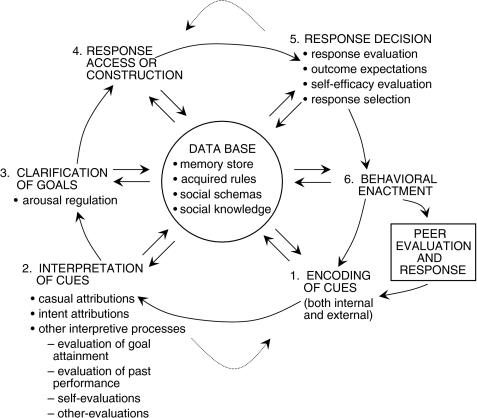 5. RESPONSE DECISION
• response evaluation
• outcome expectations
• self-efficacy evaluation
• response selection
4. RESPONSE
ACCESS OR
CONSTRUCTION
DATA BASE
• memory store
• acquired rules
• social schemas
• social knowledge
3. CLARIFICATION
OF GOALS
• arousal regulation
6. BEHAVIORAL
ENACTMENT
PEER
EVALUATION
AND
RESPONSE
2. INTERPRETATION
OF CUES
• casual attributions
• intent attributions
• other interpretive processes
– evaluation of goal
attainment
– evaluation of past
performance
– self-evaluations
– other-evaluations
1. ENCODING
OF CUES
(both internal
and external)